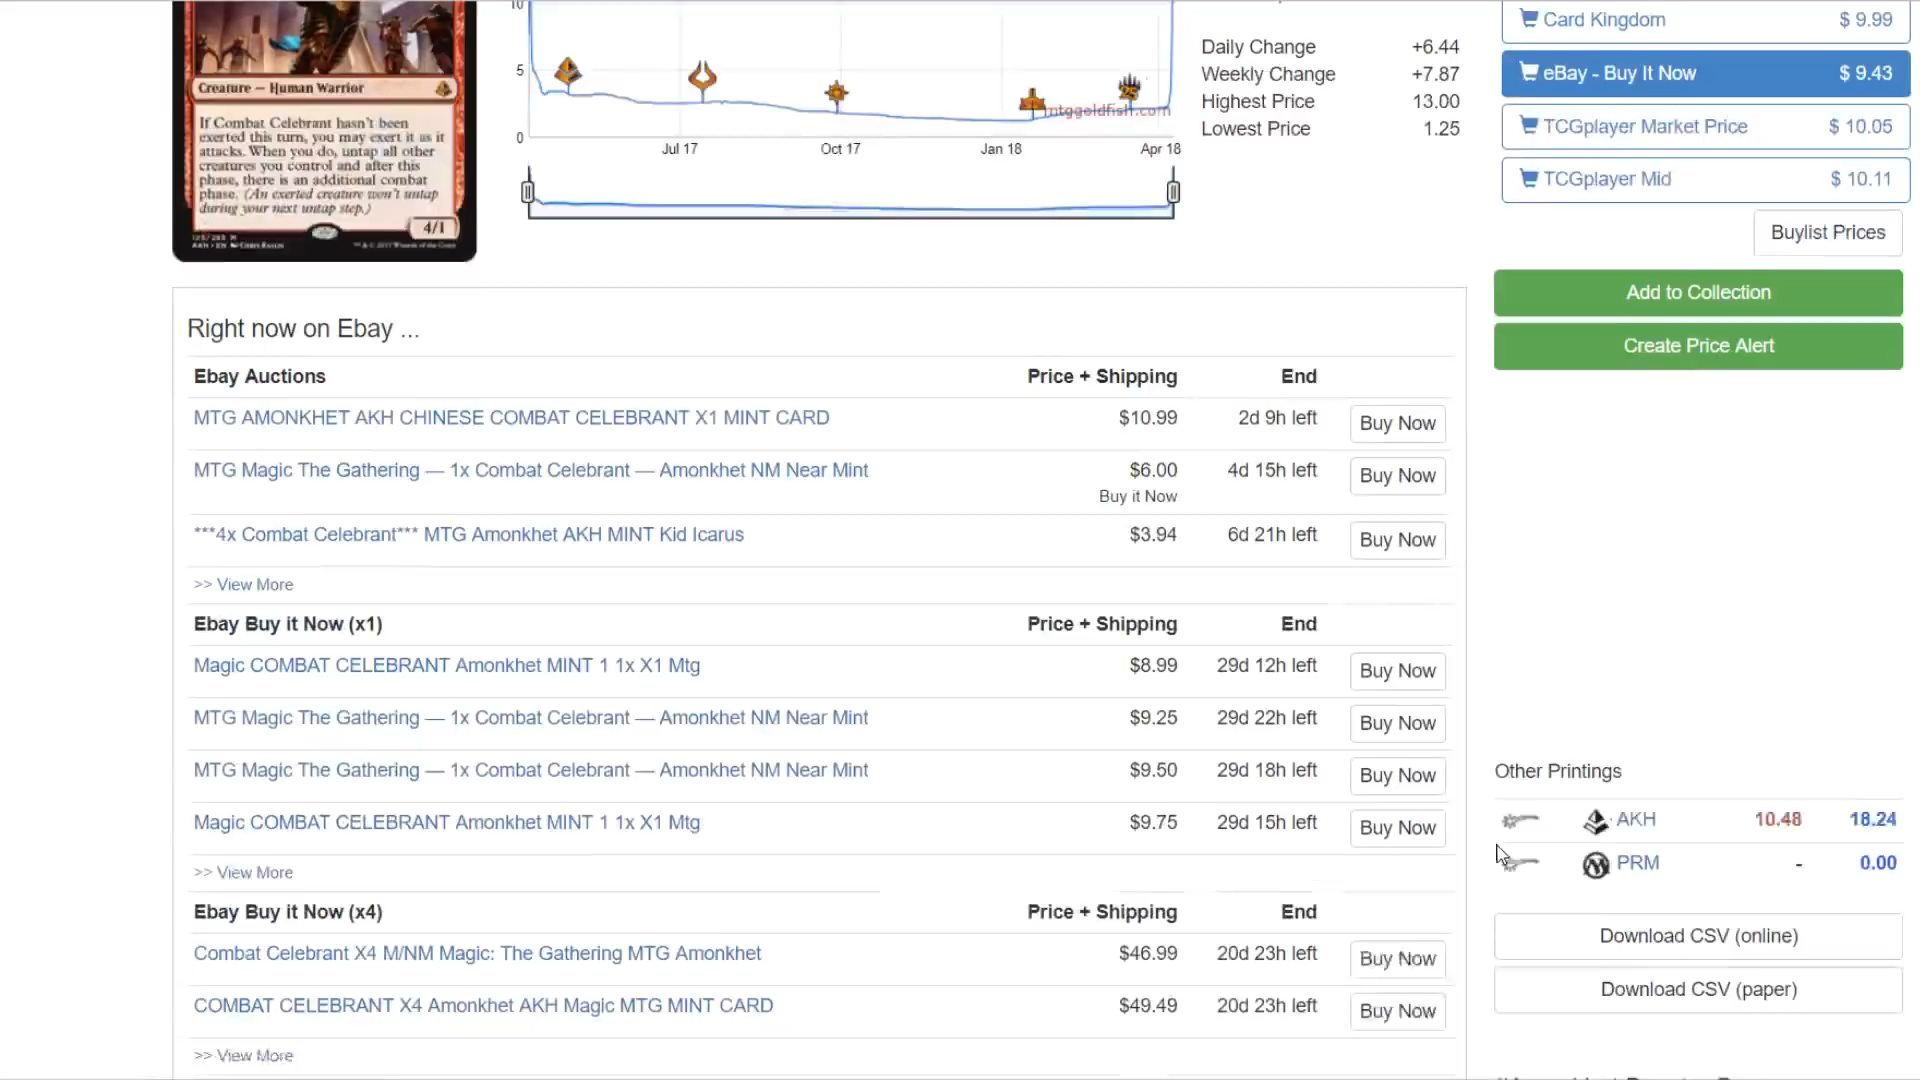 Creature — Human Warrior
If Combat Celebrant hasn't been
exerted this turn, you may exert it as it
attacks. When you do, untap all other
creatures you control and after this
phase, there is an additional combat
phase. (An exerted creature won't untap
during your next untap step.)
4/1
10
5
0
mtggoldfish.com
Jul 17
Oct 17
Jan 18
Apr 18
Daily Change +6.44
Weekly Change +7.87
Highest Price 13.00
Lowest Price 1.25
Card Kingdom $ 9.99
eBay - Buy It Now $ 9.43
TCGplayer Market Price $ 10.05
TCGplayer Mid $ 10.11
Buylist Prices
Add to Collection
Create Price Alert
Right now on Ebay ...
Ebay Auctions Price + Shipping End
MTG AMONKHET AKH CHINESE COMBAT CELEBRANT X1 MINT CARD $10.99 2d 9h left Buy Now
MTG Magic The Gathering — 1x Combat Celebrant — Amonkhet NM Near Mint $6.00 4d 15h left Buy Now
Buy it Now
***4x Combat Celebrant*** MTG Amonkhet AKH MINT Kid Icarus $3.94 6d 21h left Buy Now
>> View More
Ebay Buy it Now (x1) Price + Shipping End
Magic COMBAT CELEBRANT Amonkhet MINT 1 1x X1 Mtg $8.99 29d 12h left Buy Now
MTG Magic The Gathering — 1x Combat Celebrant — Amonkhet NM Near Mint $9.25 29d 22h left Buy Now
MTG Magic The Gathering — 1x Combat Celebrant — Amonkhet NM Near Mint $9.50 29d 18h left Buy Now
Magic COMBAT CELEBRANT Amonkhet MINT 1 1x X1 Mtg $9.75 29d 15h left Buy Now
>> View More
Ebay Buy it Now (x4) Price + Shipping End
Combat Celebrant X4 M/NM Magic: The Gathering MTG Amonkhet $46.99 20d 23h left Buy Now
COMBAT CELEBRANT X4 Amonkhet AKH Magic MTG MINT CARD $49.49 20d 23h left Buy Now
>> View More
Other Printings
AKH 10.48 18.24
PRM - 0.00
Download CSV (online)
Download CSV (paper)